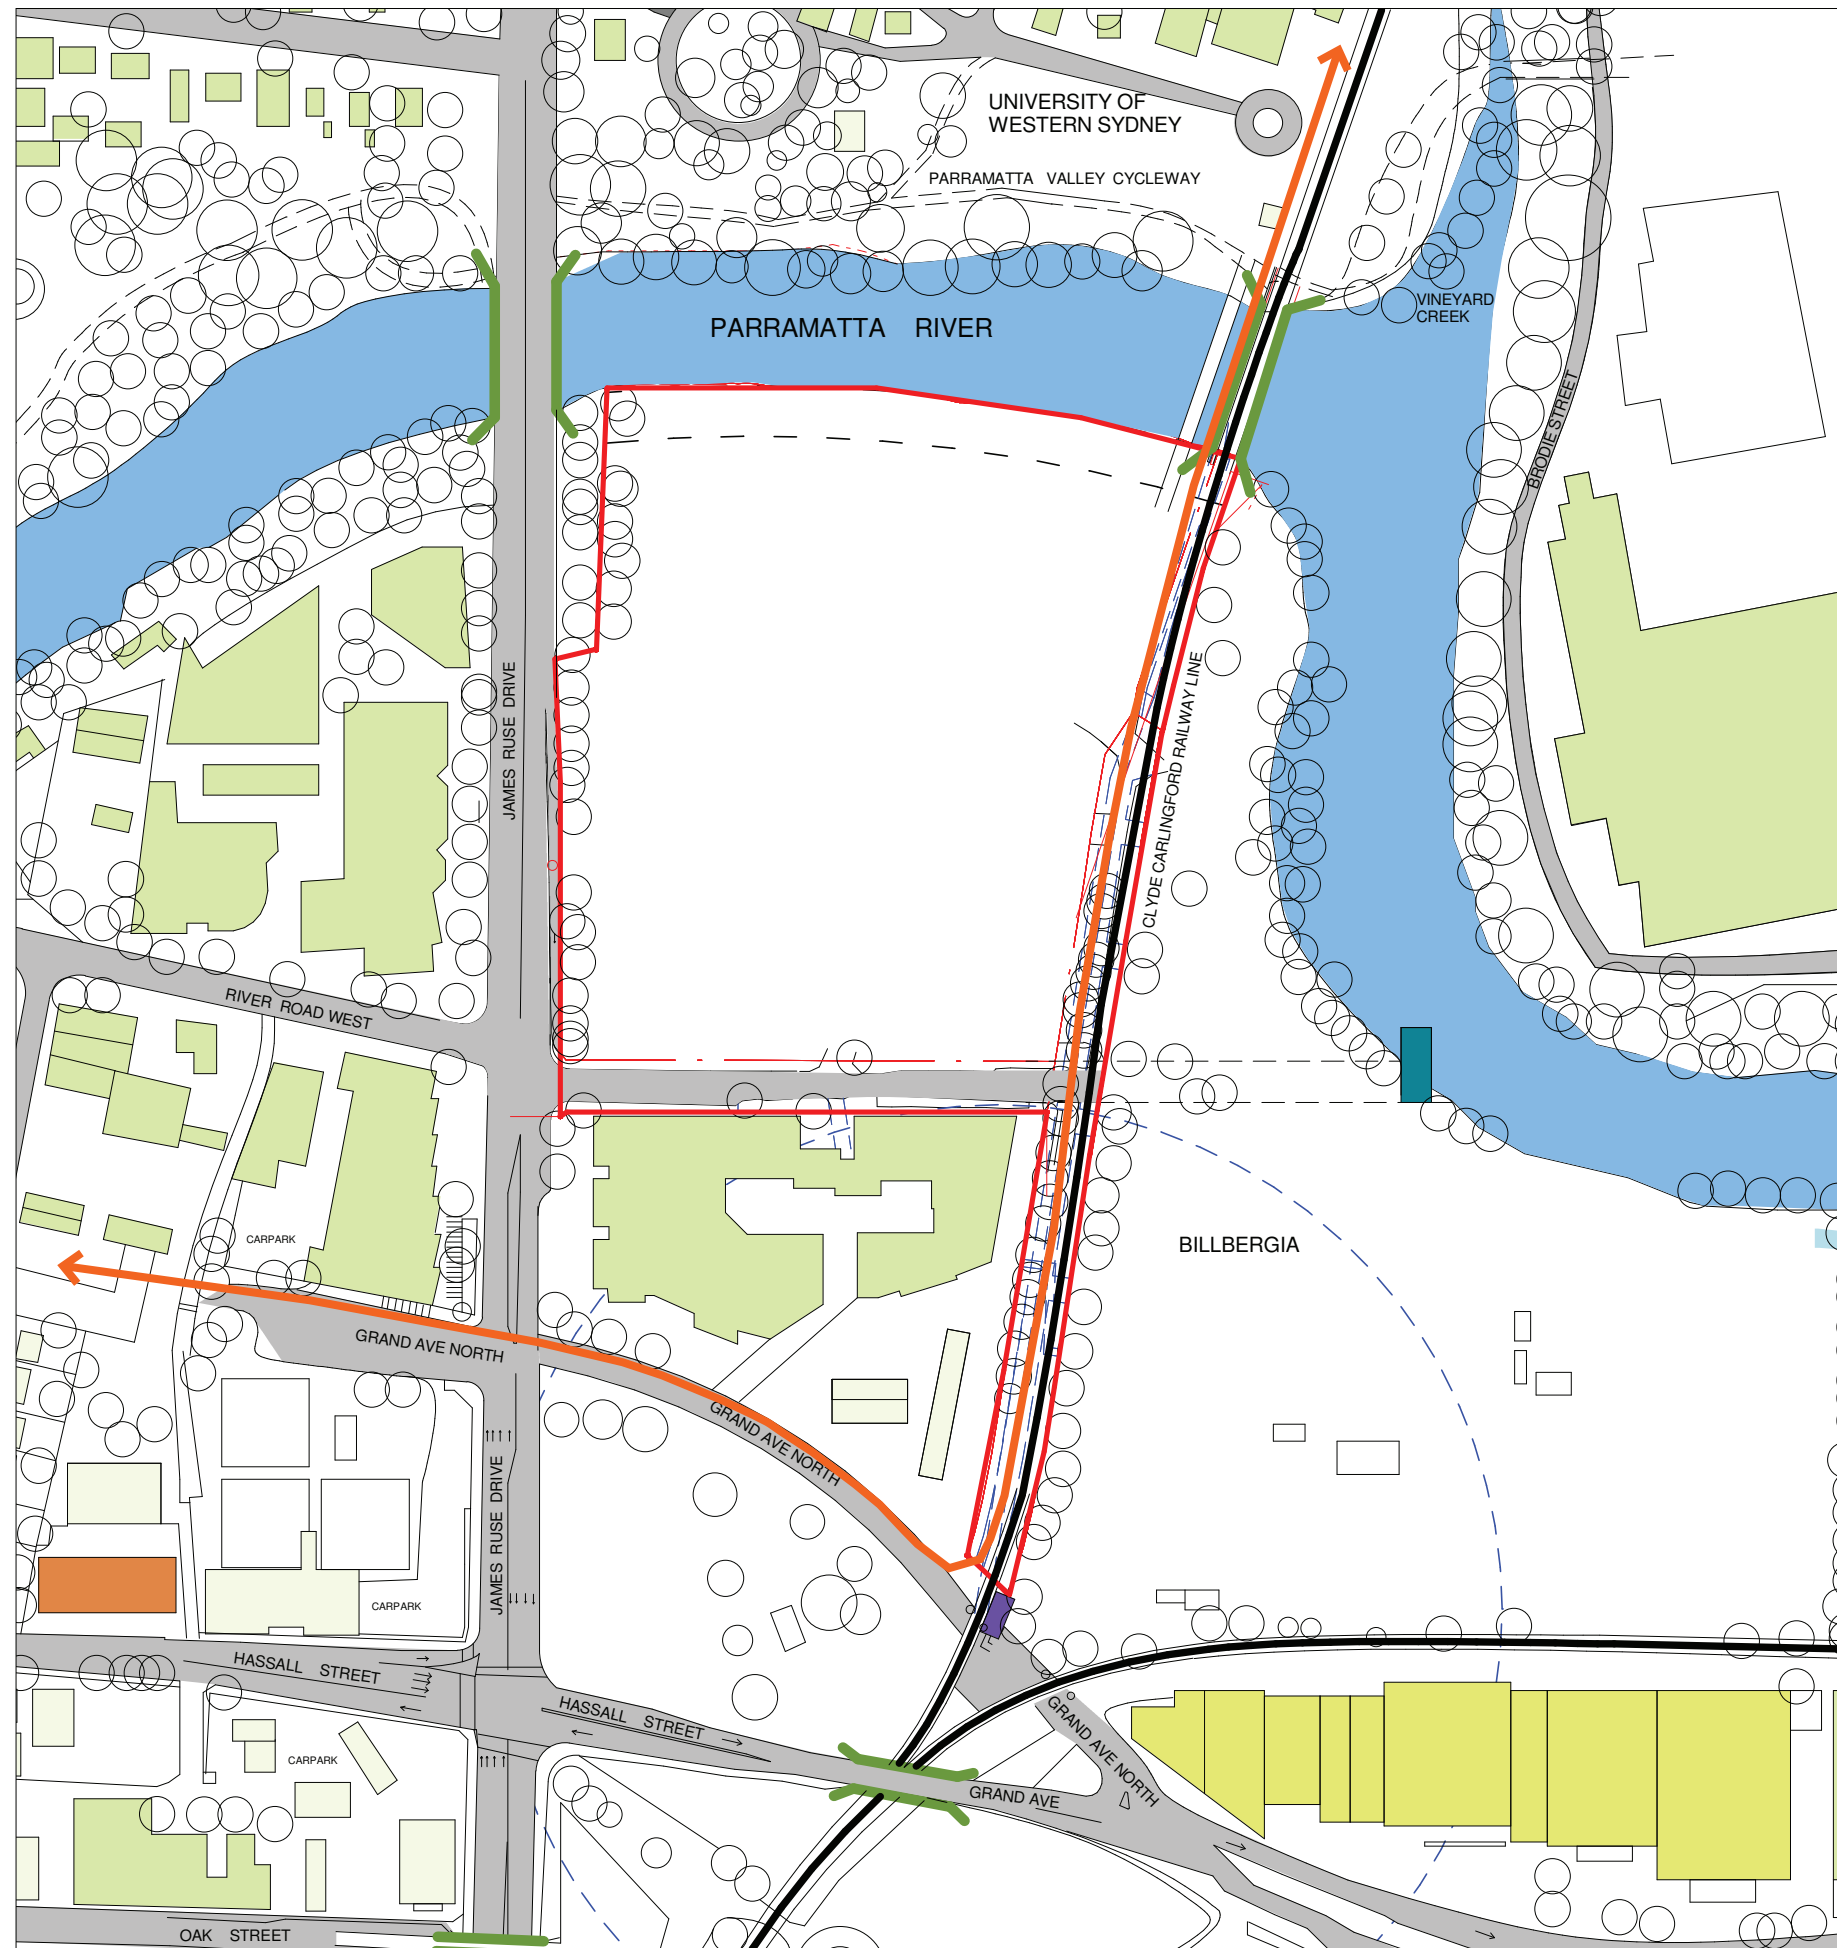 UNIVERSITY OF
WESTERN SYDNEY
PARRAMATTA VALLEY CYCLEWAY
PARRAMATTA RIVER
VINEYARD
CREEK
BRODIE STREET
JAMES RUSE DRIVE
CLYDE CARLINGFORD RAILWAY LINE
RIVER ROAD WEST
CARPARK
BILLBERGIA
GRAND AVE NORTH
GRAND AVE NORTH
JAMES RUSE DRIVE
CARPARK
HASSALL STREET
HASSALL STREET
GRAND AVE NORTH
CARPARK
GRAND AVE
OAK STREET